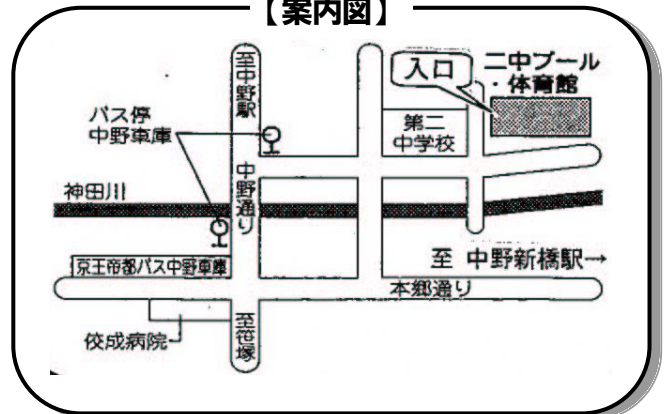 【案内図】
至中野駅
入口
二中プール
・体育館
バス停
中野車庫
第二
中学校
神田川
中野通り
京王帝都バス中野車庫
至 中野新橋駅→
本郷通り
佼成病院
至笹塚